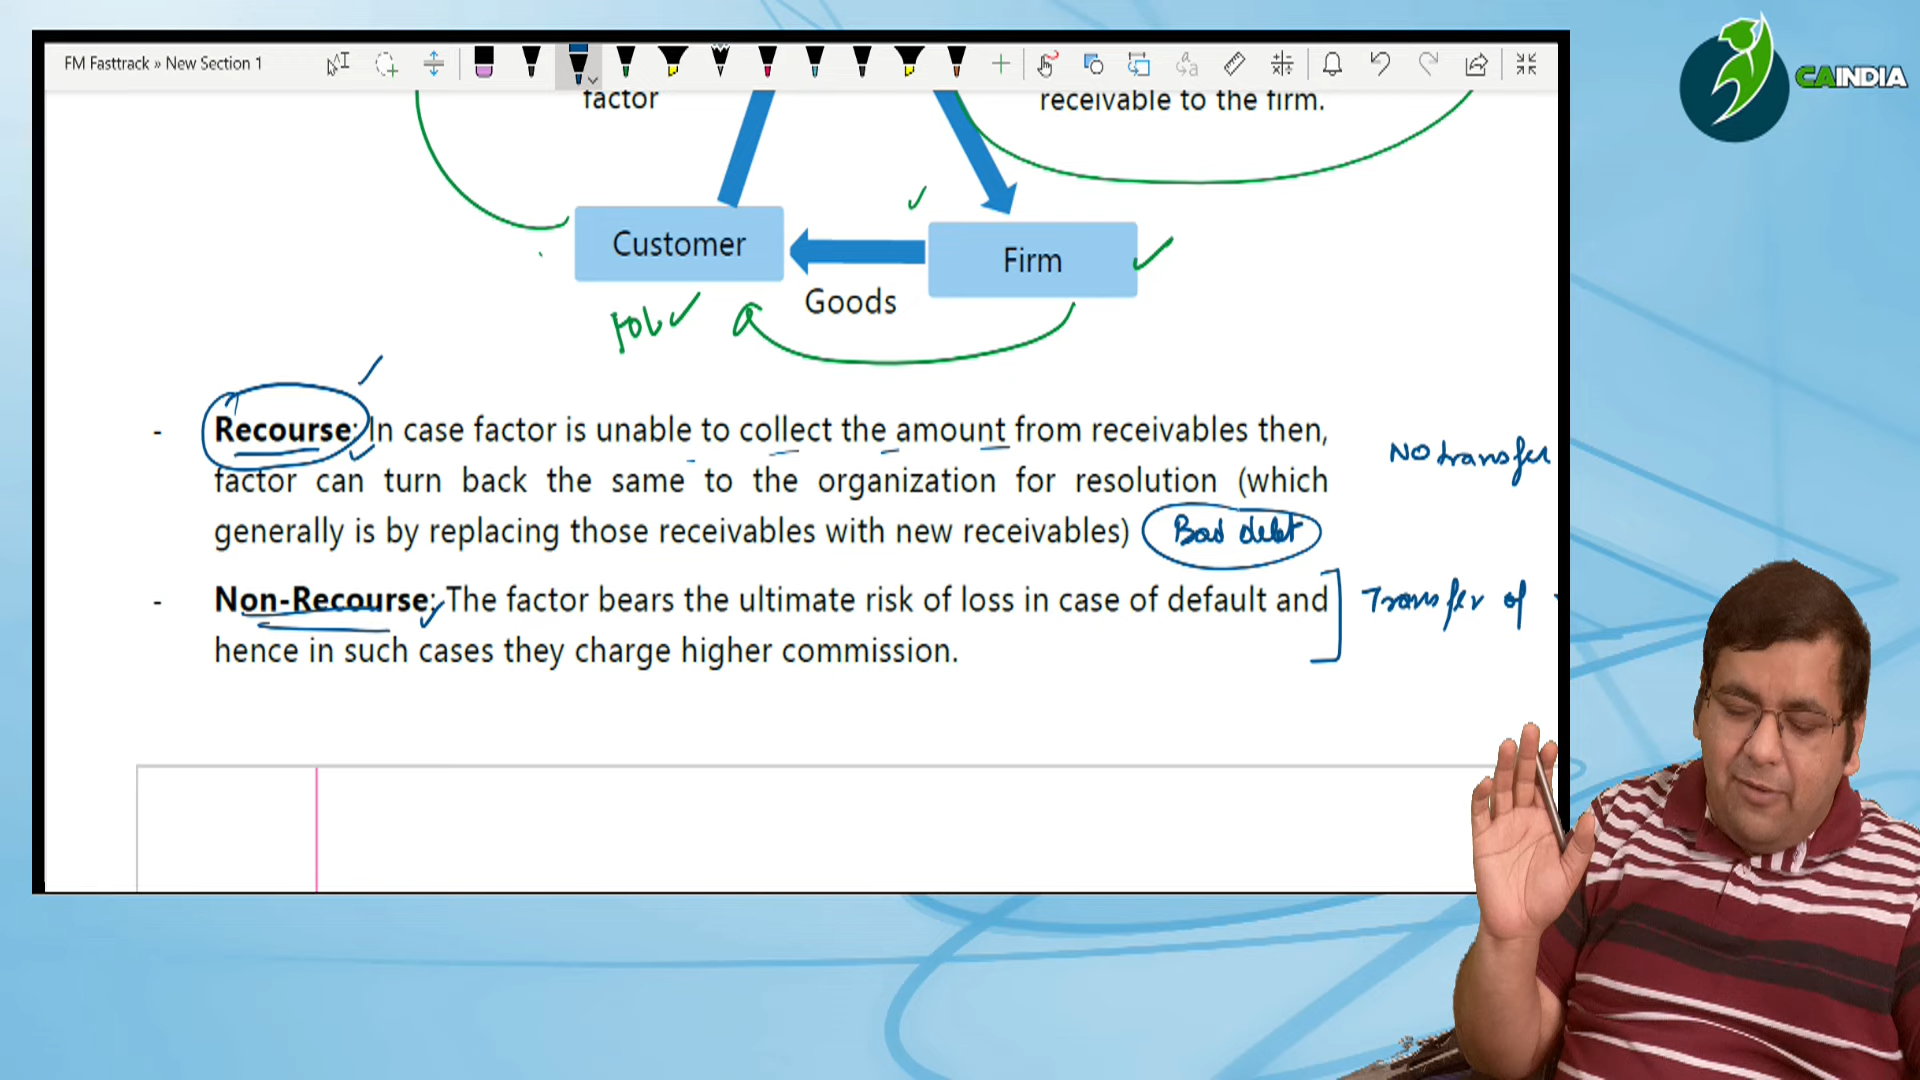 FM Fasttrack » New Section 1
CAINDIA
factor
receivable to the firm.
Customer
Firm
Goods
- Recourse: In case factor is unable to collect the amount from receivables then,
factor can turn back the same to the organization for resolution (which
generally is by replacing those receivables with new receivables) Bad debt
No transfer
- Non-Recourse: The factor bears the ultimate risk of loss in case of default and
hence in such cases they charge higher commission.
Transfer of